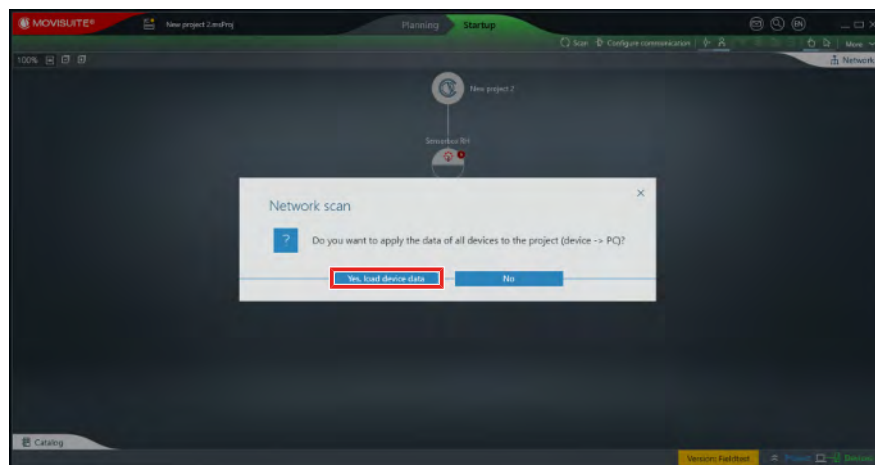 MOVISUITE®
New project 2.msProj
Planning
Startup
EN
Scan
Configure communication
More
100%
Network
New project 2
Network scan
? Do you want to apply the data of all devices to the project (device -> PC)?
Yes, load device data
No
Catalog
Version: Fieldtest
Project
Devices